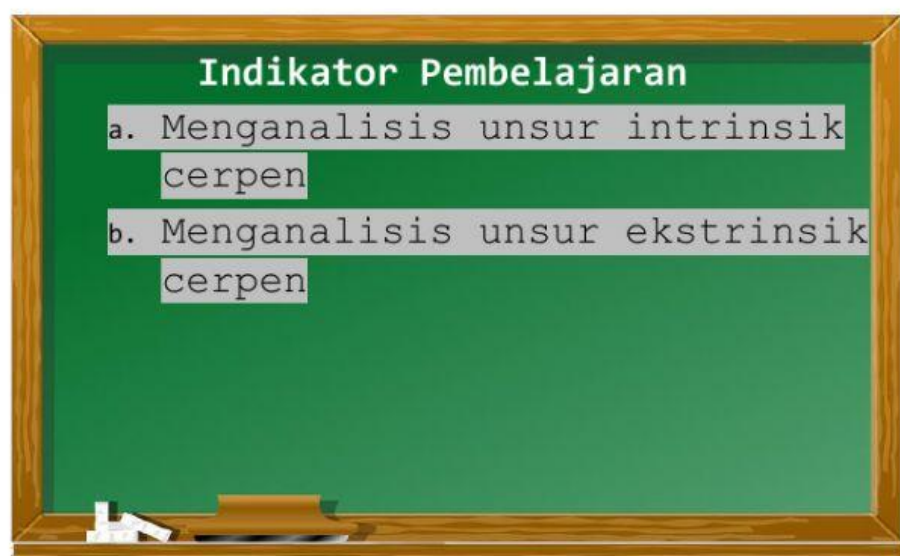 Indikator Pembelajaran
a. Menganalisis unsur intrinsik
cerpen
b. Menganalisis unsur ekstrinsik
cerpen